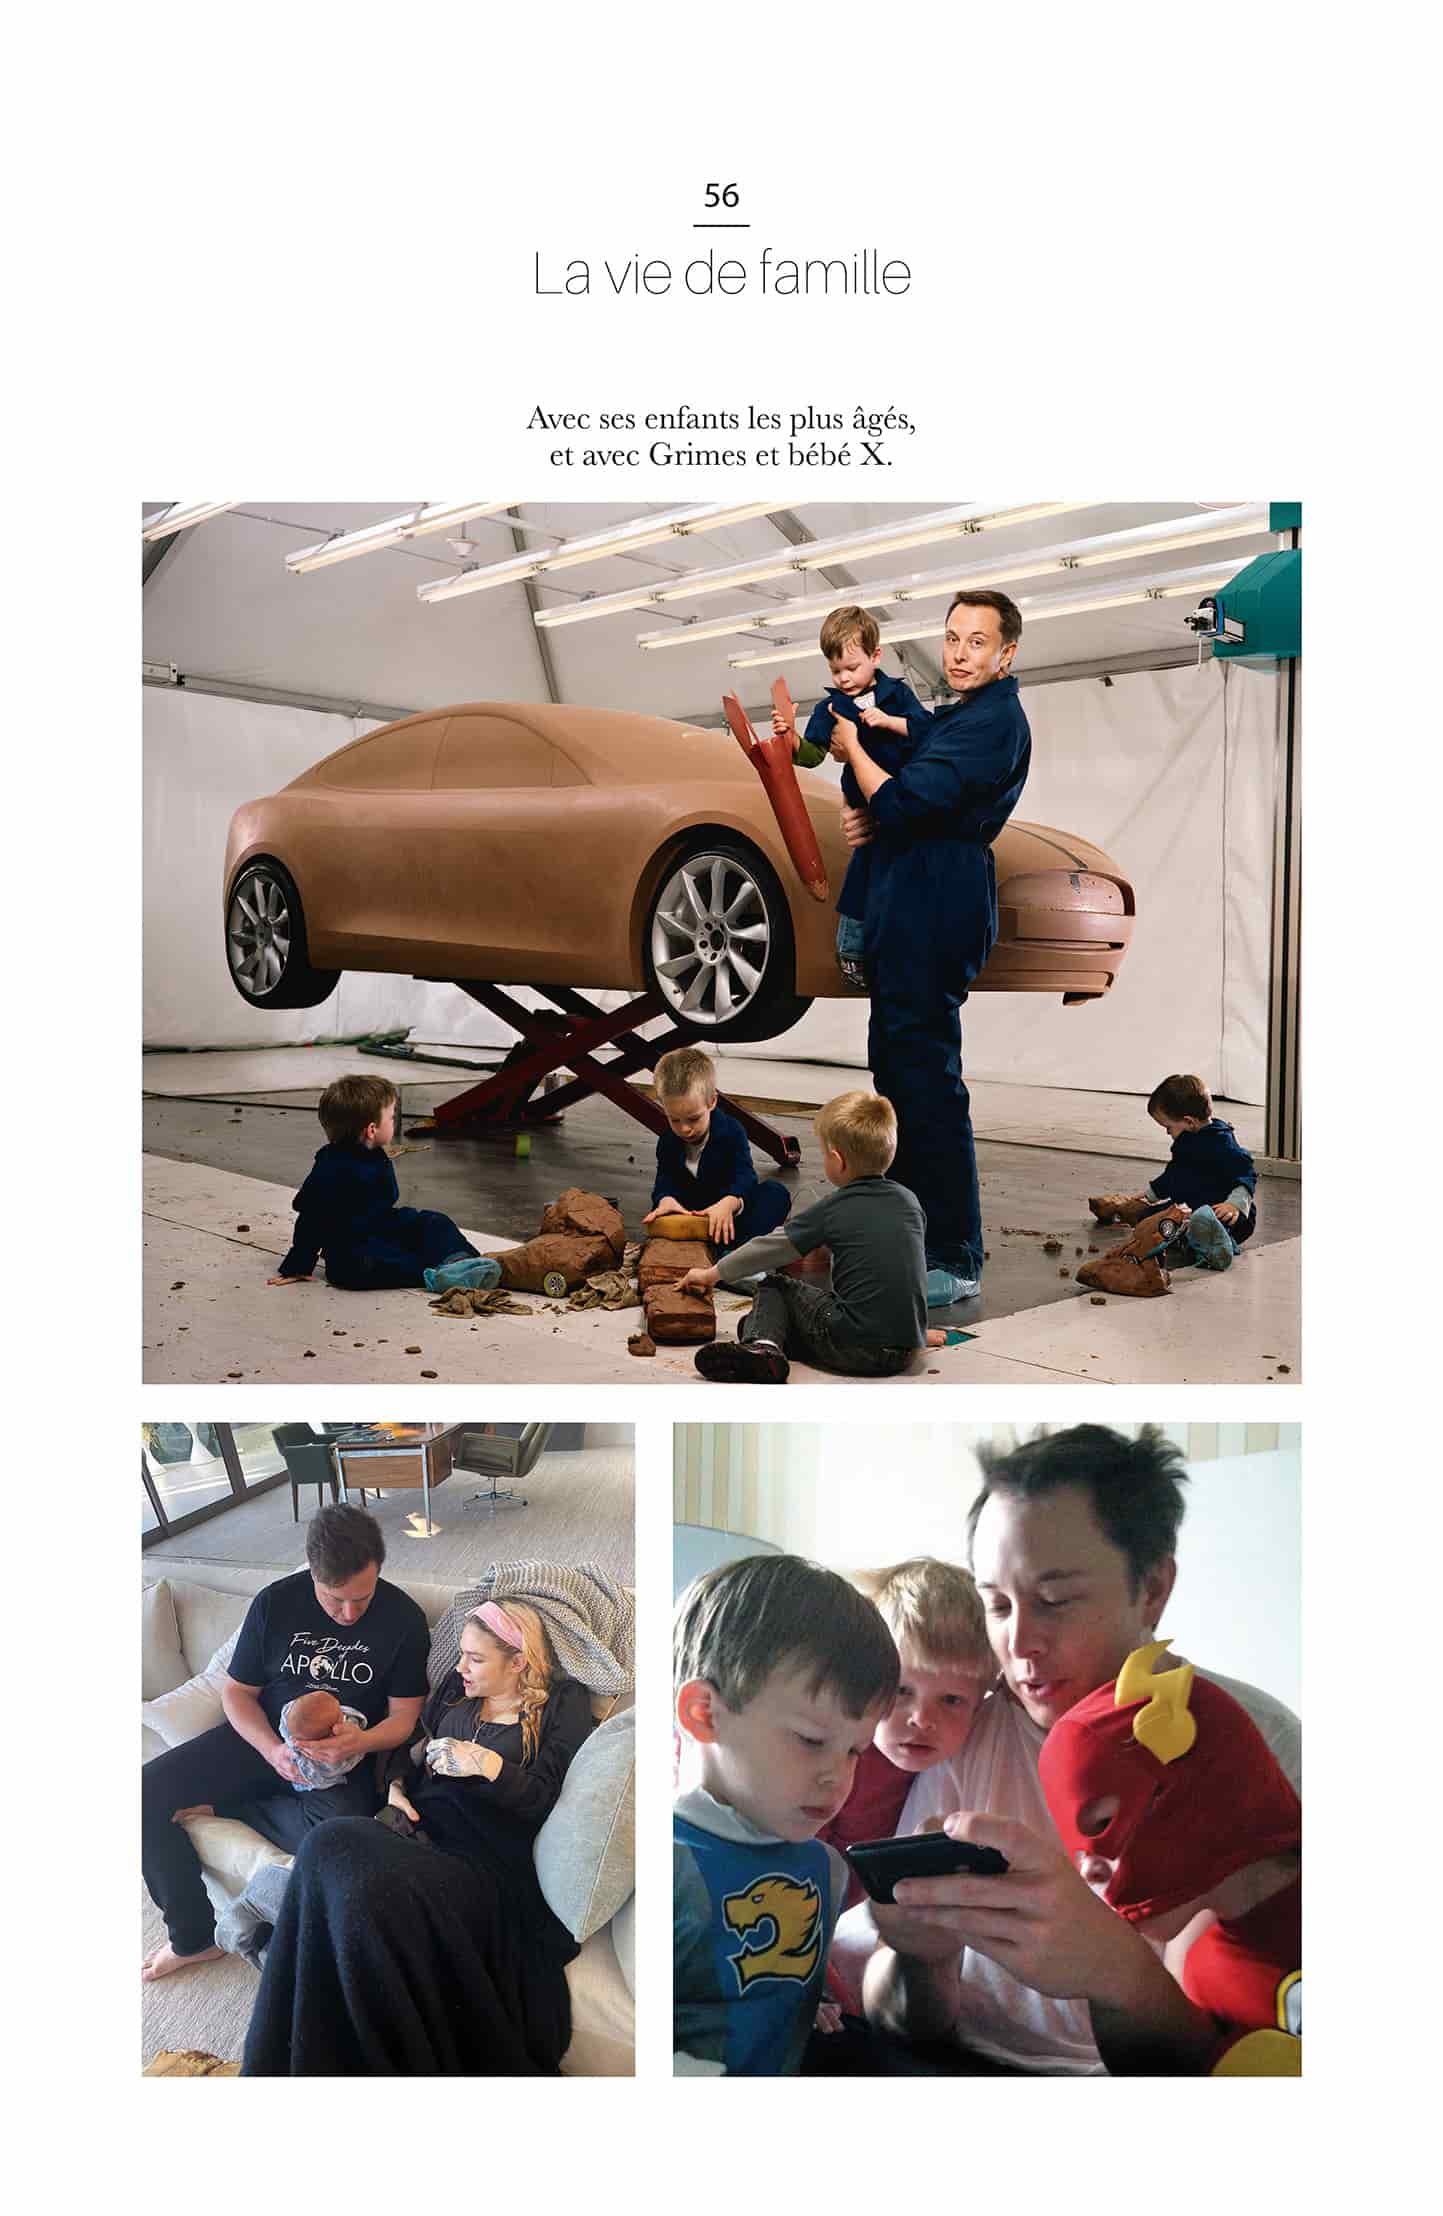 56
La vie de famille
Avec ses enfants les plus âgés,
et avec Grimes et bébé X.
Five Decades
of
APOLLO